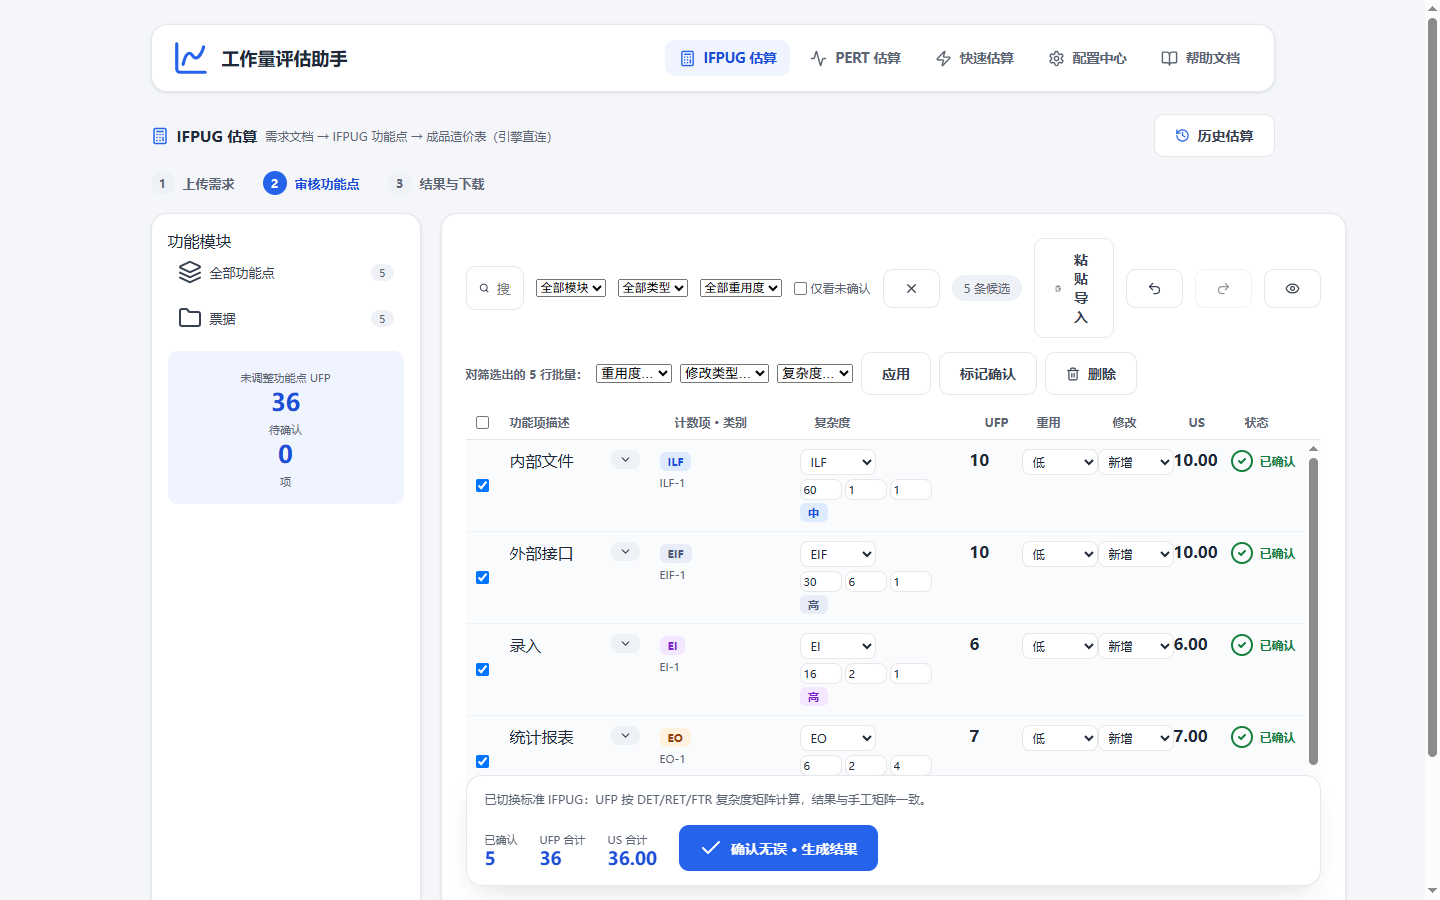 工作量评估助手
IFPUG 估算
PERT 估算
快速估算
配置中心
帮助文档
IFPUG 估算 需求文档 → IFPUG 功能点 → 成品造价表（引擎直连）
历史估算
1 上传需求
2 审核功能点
3 结果与下载
功能模块
全部功能点 5
票据 5
未调整功能点 UFP
36
待确认
0
项
搜
全部模块
全部类型
全部重用度
仅看未确认
5 条候选
粘贴导入
对筛选出的 5 行批量：
重用度...
修改类型...
复杂度...
应用
标记确认
删除
功能项描述 计数项 • 类别 复杂度 UFP 重用 修改 US 状态
内部文件 ILF ILF 10 低 新增 10.00 已确认
ILF-1 60 1 1
中
外部接口 EIF EIF 10 低 新增 10.00 已确认
EIF-1 30 6 1
高
录入 EI EI 6 低 新增 6.00 已确认
EI-1 16 2 1
高
统计报表 EO EO 7 低 新增 7.00 已确认
EO-1 6 2 4
已切换标准 IFPUG：UFP 按 DET/RET/FTR 复杂度矩阵计算，结果与手工矩阵一致。
已确认 UFP 合计 US 合计
5 36 36.00
确认无误 • 生成结果